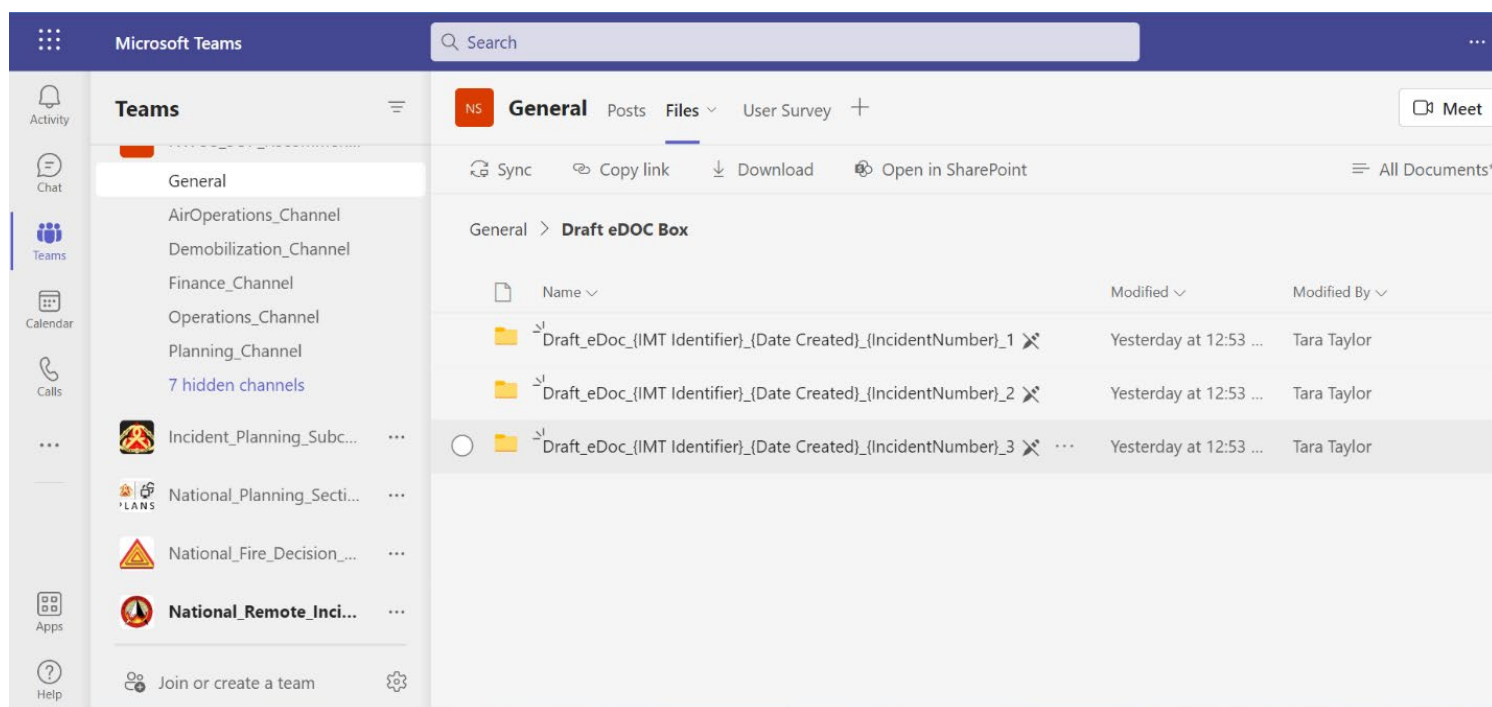 Microsoft Teams
Search
Activity
Chat
Teams
Calendar
Calls
Apps
Help
Teams
General
AirOperations_Channel
Demobilization_Channel
Finance_Channel
Operations_Channel
Planning_Channel
7 hidden channels
Incident_Planning_Subc... ...
PLANS
National_Planning_Secti... ...
National_Fire_Decision_... ...
National_Remote_Inci... ...
Join or create a team
NS General Posts Files User Survey +
Meet
Sync Copy link Download Open in SharePoint All Documents*
General > Draft eDOC Box
Name Modified Modified By
Draft_eDoc_{IMT Identifier}_{Date Created}_{IncidentNumber}_1 Yesterday at 12:53 ... Tara Taylor
Draft_eDoc_{IMT Identifier}_{Date Created}_{IncidentNumber}_2 Yesterday at 12:53 ... Tara Taylor
Draft_eDoc_{IMT Identifier}_{Date Created}_{IncidentNumber}_3 ... Yesterday at 12:53 ... Tara Taylor